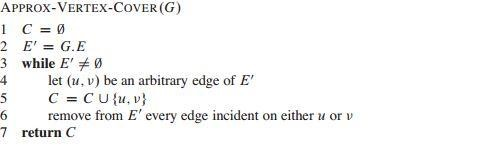 APPROX-VERTEX-COVER(G)
1 C = ∅
2 E′ = G.E
3 while E′ ≠ ∅
4 let (u, v) be an arbitrary edge of E′
5 C = C ∪ {u, v}
6 remove from E′ every edge incident on either u or v
7 return C